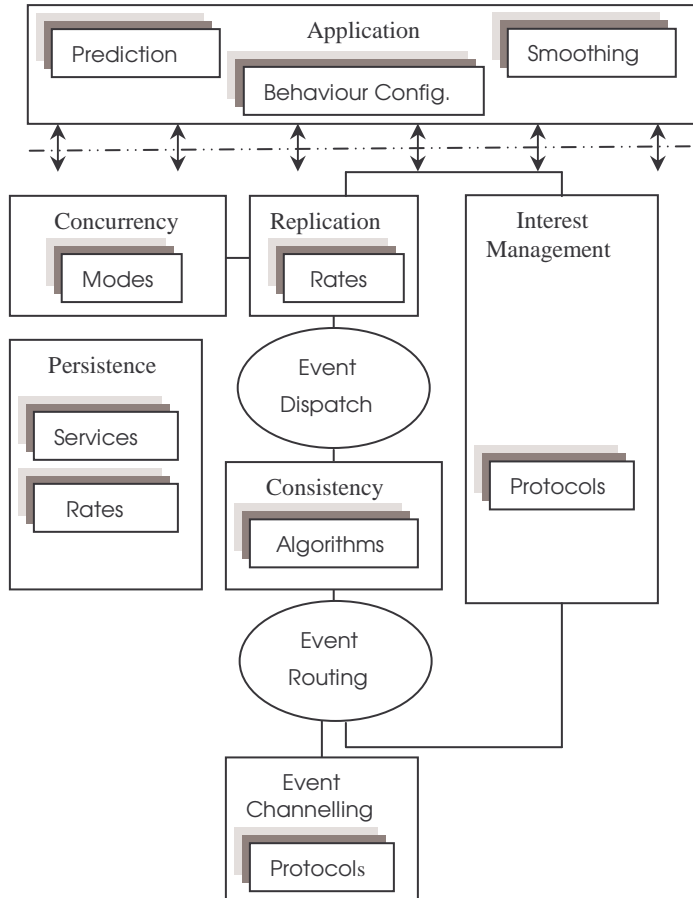 Application
Prediction
Smoothing
Behaviour Config.
Concurrency
Modes
Replication
Rates
Interest
Management
Protocols
Persistence
Services
Rates
Event
Dispatch
Consistency
Algorithms
Event
Routing
Event
Channelling
Protocols